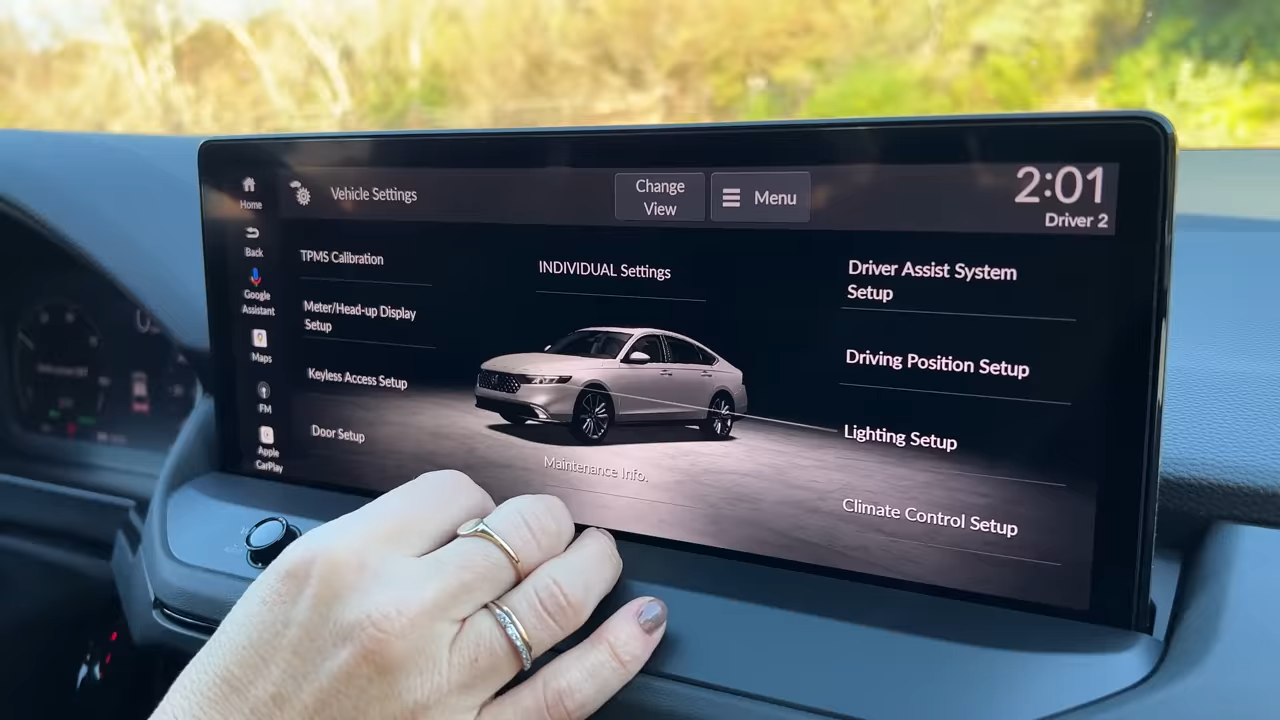 Home
Back
Google
Assistant
Maps
FM
Apple
CarPlay
Vehicle Settings
Change
View
Menu
2:01
Driver 2
TPMS Calibration
Meter/Head-up Display
Setup
Keyless Access Setup
Door Setup
INDIVIDUAL Settings
Maintenance Info.
Driver Assist System
Setup
Driving Position Setup
Lighting Setup
Climate Control Setup